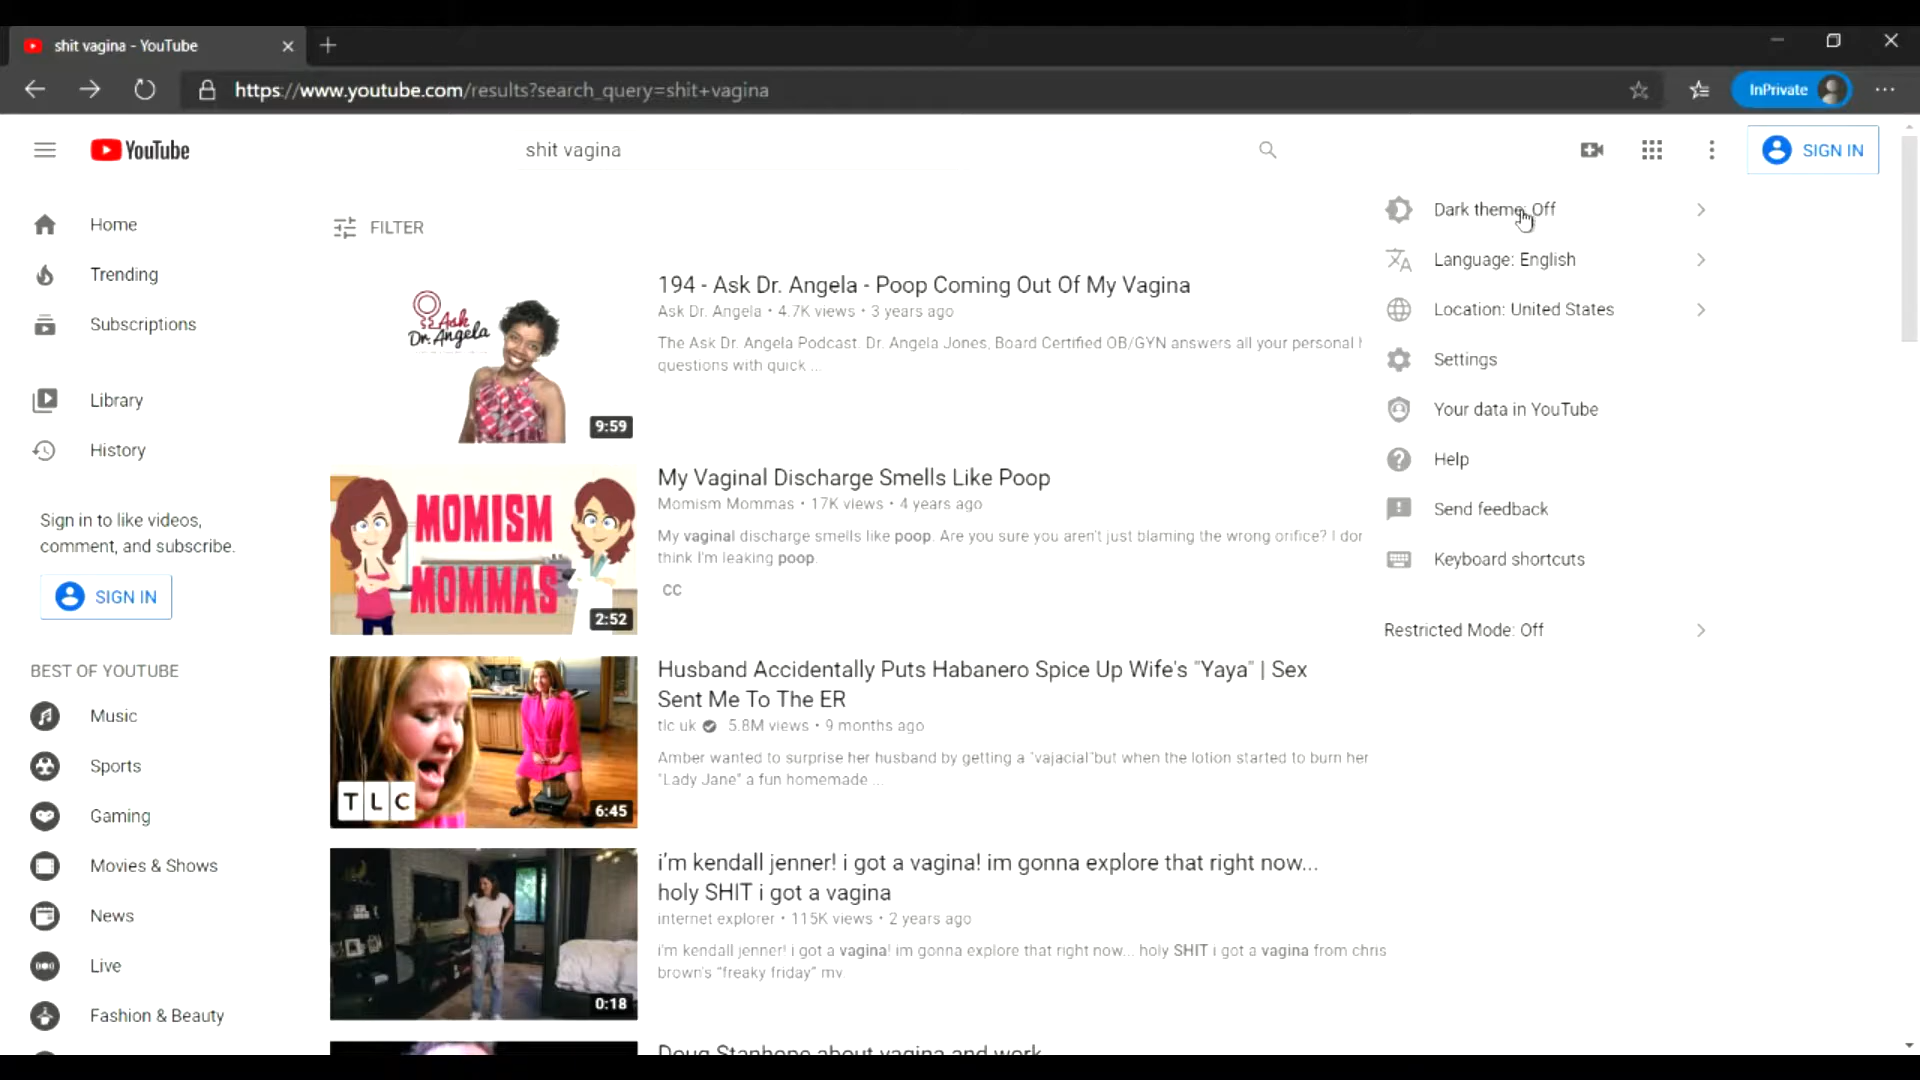 shit vagina - YouTube
https://www.youtube.com/results?search_query=shit+vagina
InPrivate
YouTube
shit vagina
SIGN IN
Home
Trending
Subscriptions
Library
History
Sign in to like videos,
comment, and subscribe.
SIGN IN
BEST OF YOUTUBE
Music
Sports
Gaming
Movies & Shows
News
Live
Fashion & Beauty
FILTER
Ask
Dr. Angela
9:59
194 - Ask Dr. Angela - Poop Coming Out Of My Vagina
Ask Dr. Angela • 4.7K views • 3 years ago
The Ask Dr. Angela Podcast. Dr. Angela Jones, Board Certified OB/GYN answers all your personal
questions with quick ...
MOMISM
MOMMAS
2:52
My Vaginal Discharge Smells Like Poop
Momism Mommas • 17K views • 4 years ago
My vaginal discharge smells like poop. Are you sure you aren't just blaming the wrong orifice? I
think I'm leaking poop.
CC
TLC
6:45
Husband Accidentally Puts Habanero Spice Up Wife's "Yaya" | Sex
Sent Me To The ER
tlc uk 5.8M views • 9 months ago
Amber wanted to surprise her husband by getting a "vajacial"but when the lotion started to burn her
"Lady Jane" a fun homemade ...
0:18
i'm kendall jenner! i got a vagina! im gonna explore that right now...
holy SHIT i got a vagina
internet explorer • 115K views • 2 years ago
i'm kendall jenner! i got a vagina! im gonna explore that right now... holy SHIT i got a vagina from chris
brown's "freaky friday" mv
Doug Stanhope about vagina and work
Dark theme: Off
Language: English
Location: United States
Settings
Your data in YouTube
Help
Send feedback
Keyboard shortcuts
Restricted Mode: Off